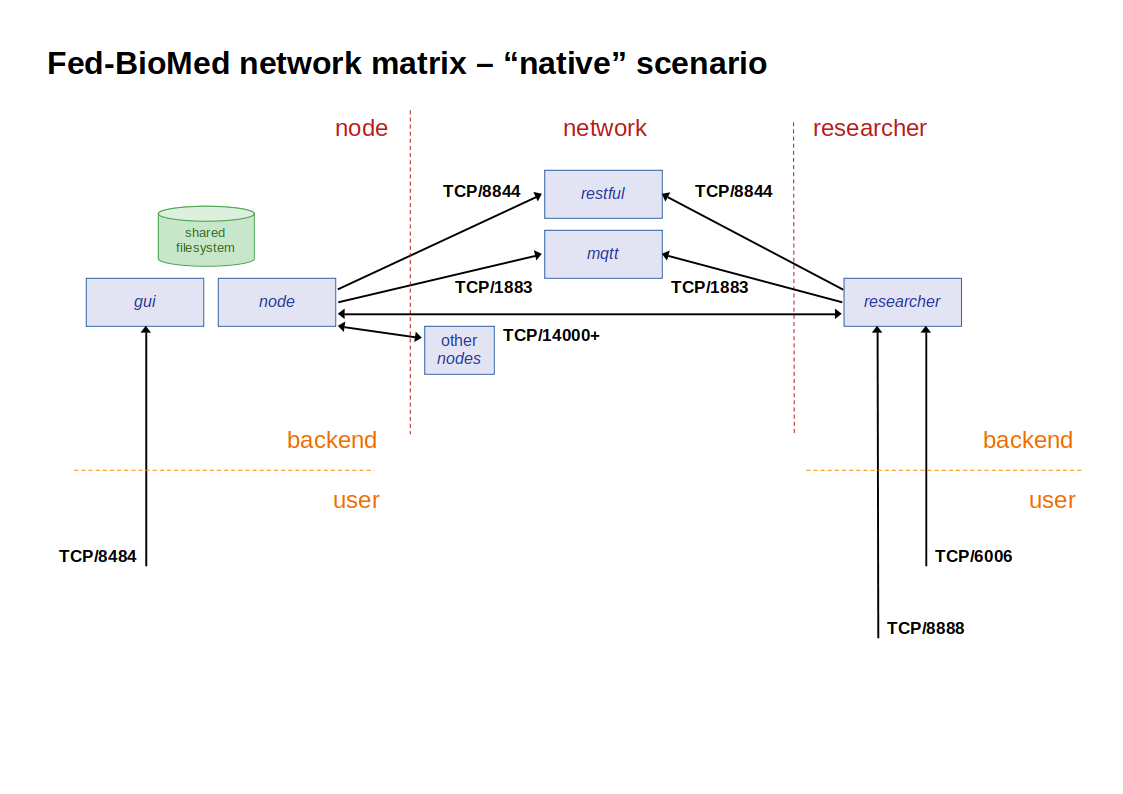 Fed-BioMed network matrix – “native” scenario
node
network
researcher
TCP/8844
restful
TCP/8844
shared
filesystem
mqtt
TCP/1883
TCP/1883
gui
node
researcher
other
nodes
TCP/14000+
backend
backend
user
user
TCP/8484
TCP/6006
TCP/8888